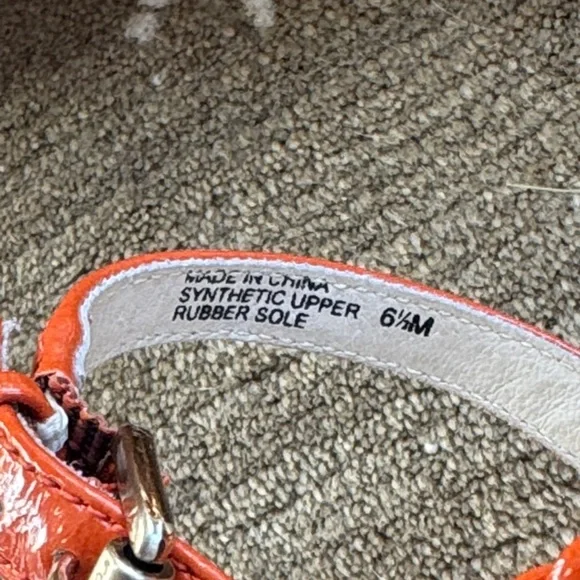 MADE IN CHINA
SYNTHETIC UPPER
RUBBER SOLE
6½M